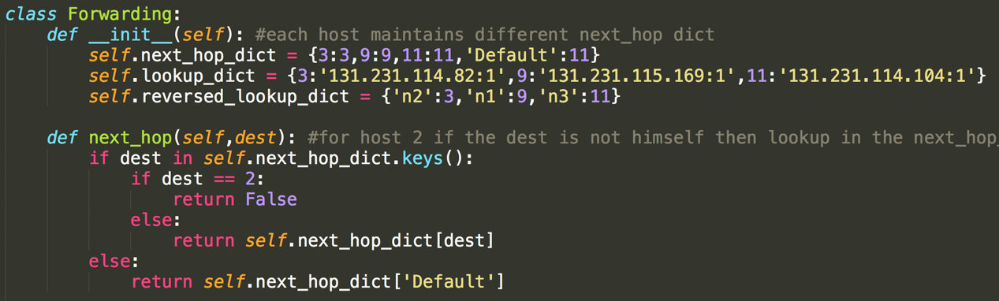 class Forwarding:
    def __init__(self): #each host maintains different next_hop dict
        self.next_hop_dict = {3:3,9:9,11:11,'Default':11}
        self.lookup_dict = {3:'131.231.114.82:1',9:'131.231.115.169:1',11:'131.231.114.104:1'}
        self.reversed_lookup_dict = {'n2':3,'n1':9,'n3':11}
    def next_hop(self,dest): #for host 2 if the dest is not himself then lookup in the next_hop_
        if dest in self.next_hop_dict.keys():
            if dest == 2:
                return False
            else:
                return self.next_hop_dict[dest]
        else:
            return self.next_hop_dict['Default']